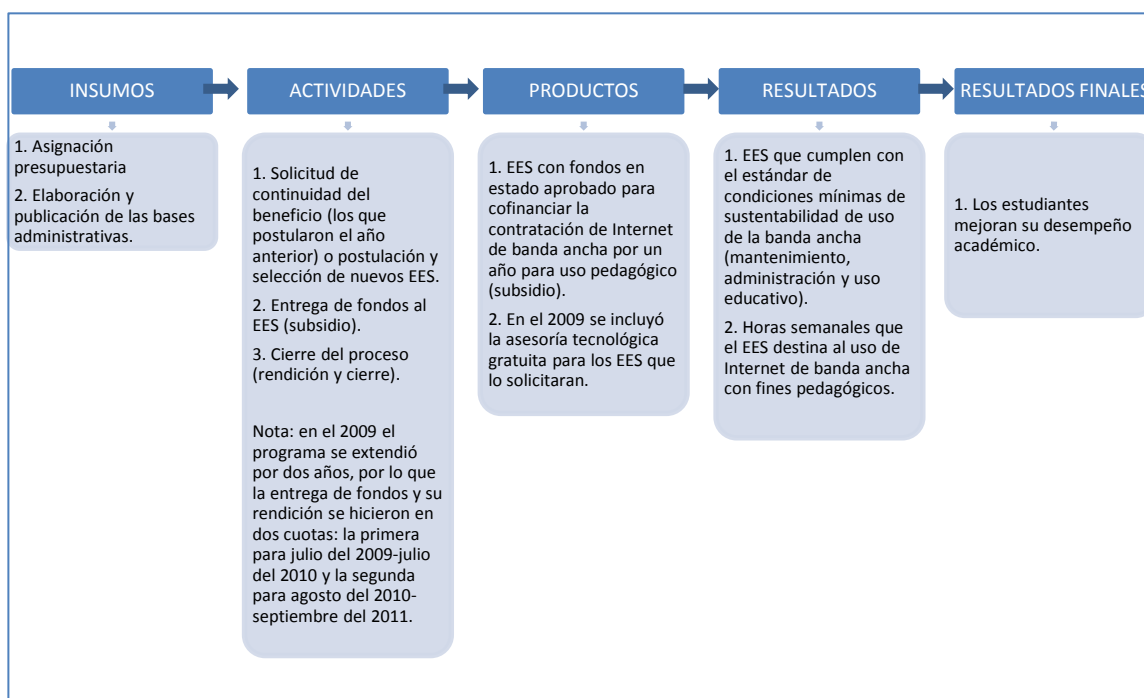 INSUMOS
1. Asignación
presupuestaria
2. Elaboración y
publicación de las bases
administrativas.
ACTIVIDADES
1. Solicitud de
continuidad del
beneficio (los que
postularon el año
anterior) o postulación y
selección de nuevos EES.
2. Entrega de fondos al
EES (subsidio).
3. Cierre del proceso
(rendición y cierre).
Nota: en el 2009 el
programa se extendió
por dos años, por lo que
la entrega de fondos y su
rendición se hicieron en
dos cuotas: la primera
para julio del 2009-julio
del 2010 y la segunda
para agosto del 2010-
septiembre del 2011.
PRODUCTOS
1. EES con fondos en
estado aprobado para
cofinanciar la
contratación de Internet
de banda ancha por un
año para uso pedagógico
(subsidio).
2. En el 2009 se incluyó
la asesoría tecnológica
gratuita para los EES que
lo solicitaran.
RESULTADOS
1. EES que cumplen con
el estándar de
condiciones mínimas de
sustentabilidad de uso
de la banda ancha
(mantenimiento,
administración y uso
educativo).
2. Horas semanales que
el EES destina al uso de
Internet de banda ancha
con fines pedagógicos.
RESULTADOS FINALES
1. Los estudiantes
mejoran su desempeño
académico.